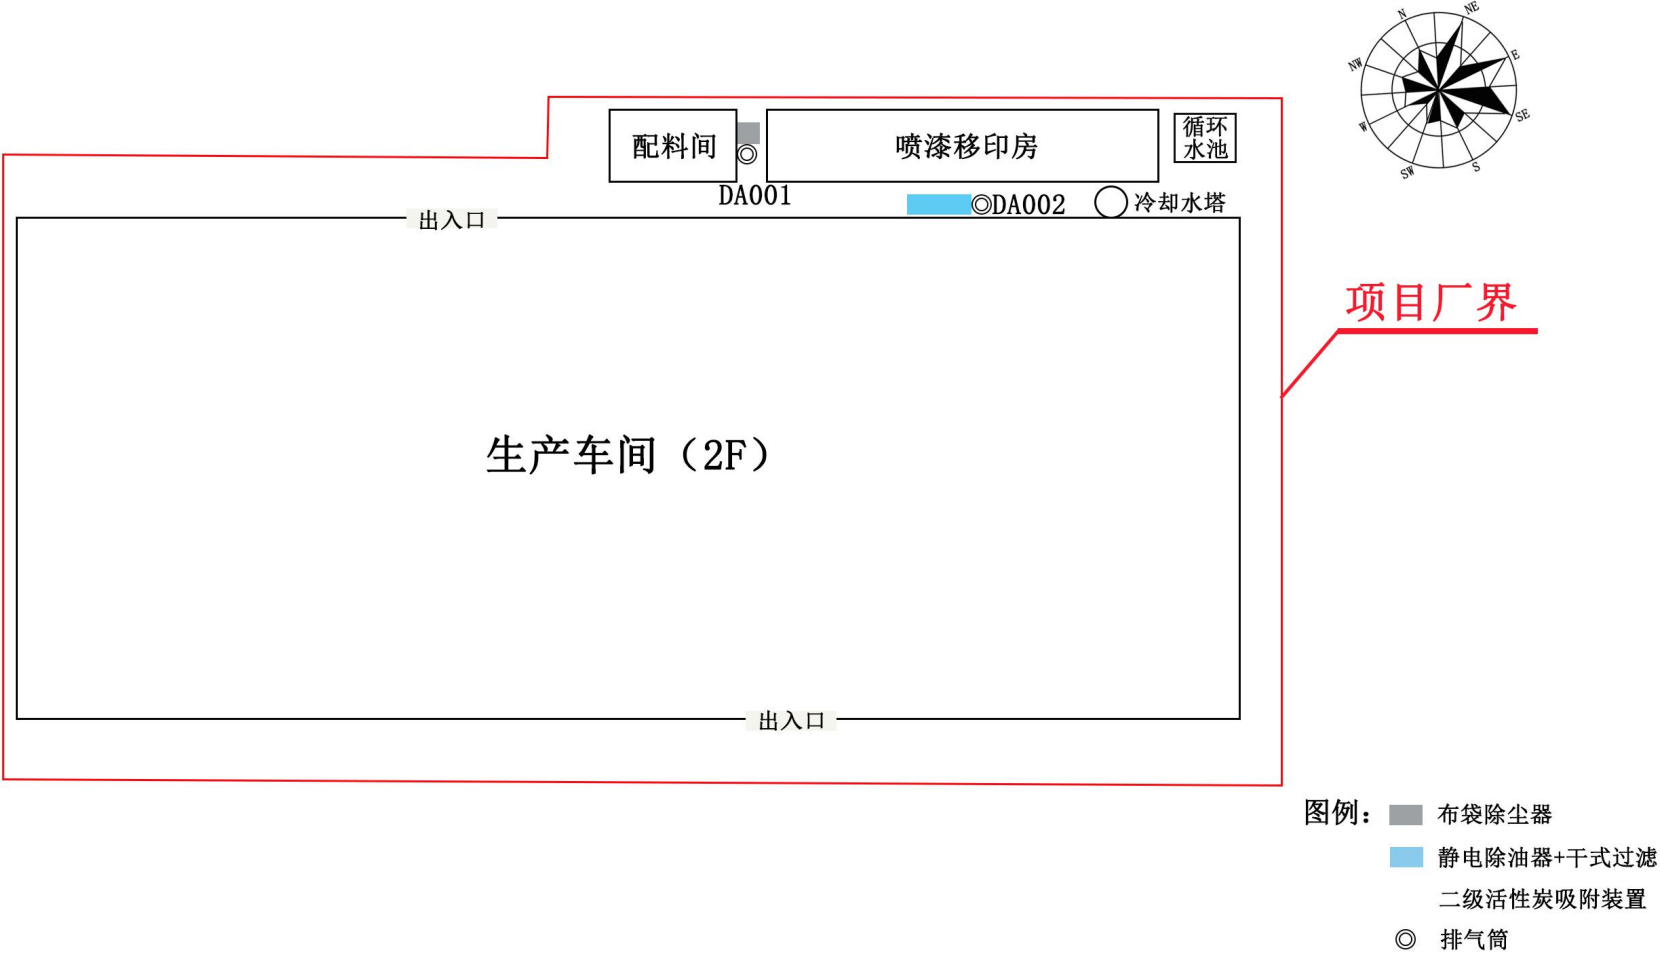 N
NE
NW
E
W
SE
SW
S
配料间
喷漆移印房
循环
水池
DA001
DA002
冷却水塔
出入口
项目厂界
生产车间（2F）
出入口
图例：
布袋除尘器
静电除油器+干式过滤
二级活性炭吸附装置
排气筒